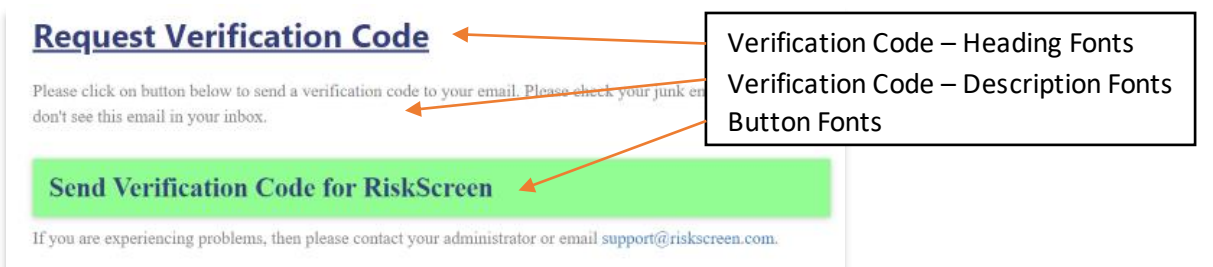 Request Verification Code
Please click on button below to send a verification code to your email. Please check your junk
don't see this email in your inbox.
Send Verification Code for RiskScreen
If you are experiencing problems, then please contact your administrator or email support@riskscreen.com.
Verification Code – Heading Fonts
Verification Code – Description Fonts
Button Fonts